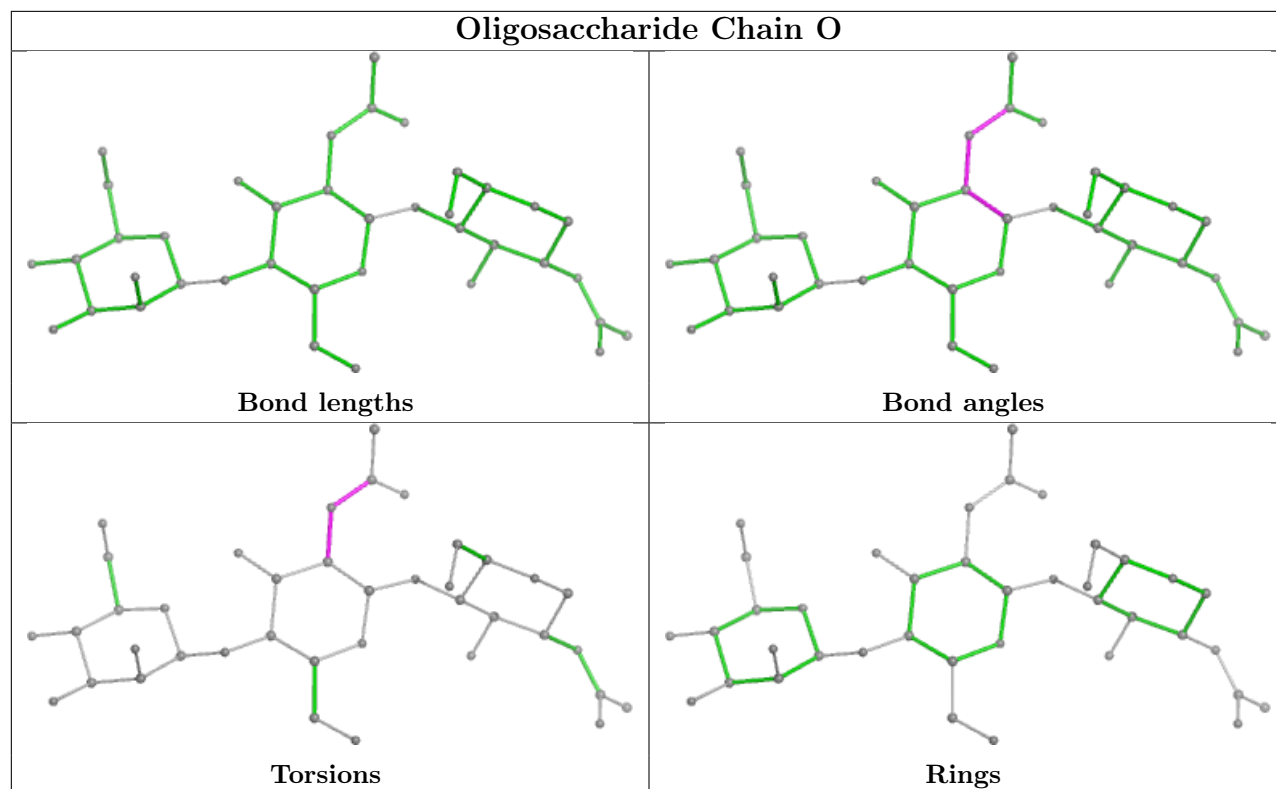 Oligosaccharide Chain O
Bond lengths
Bond angles
Torsions
Rings